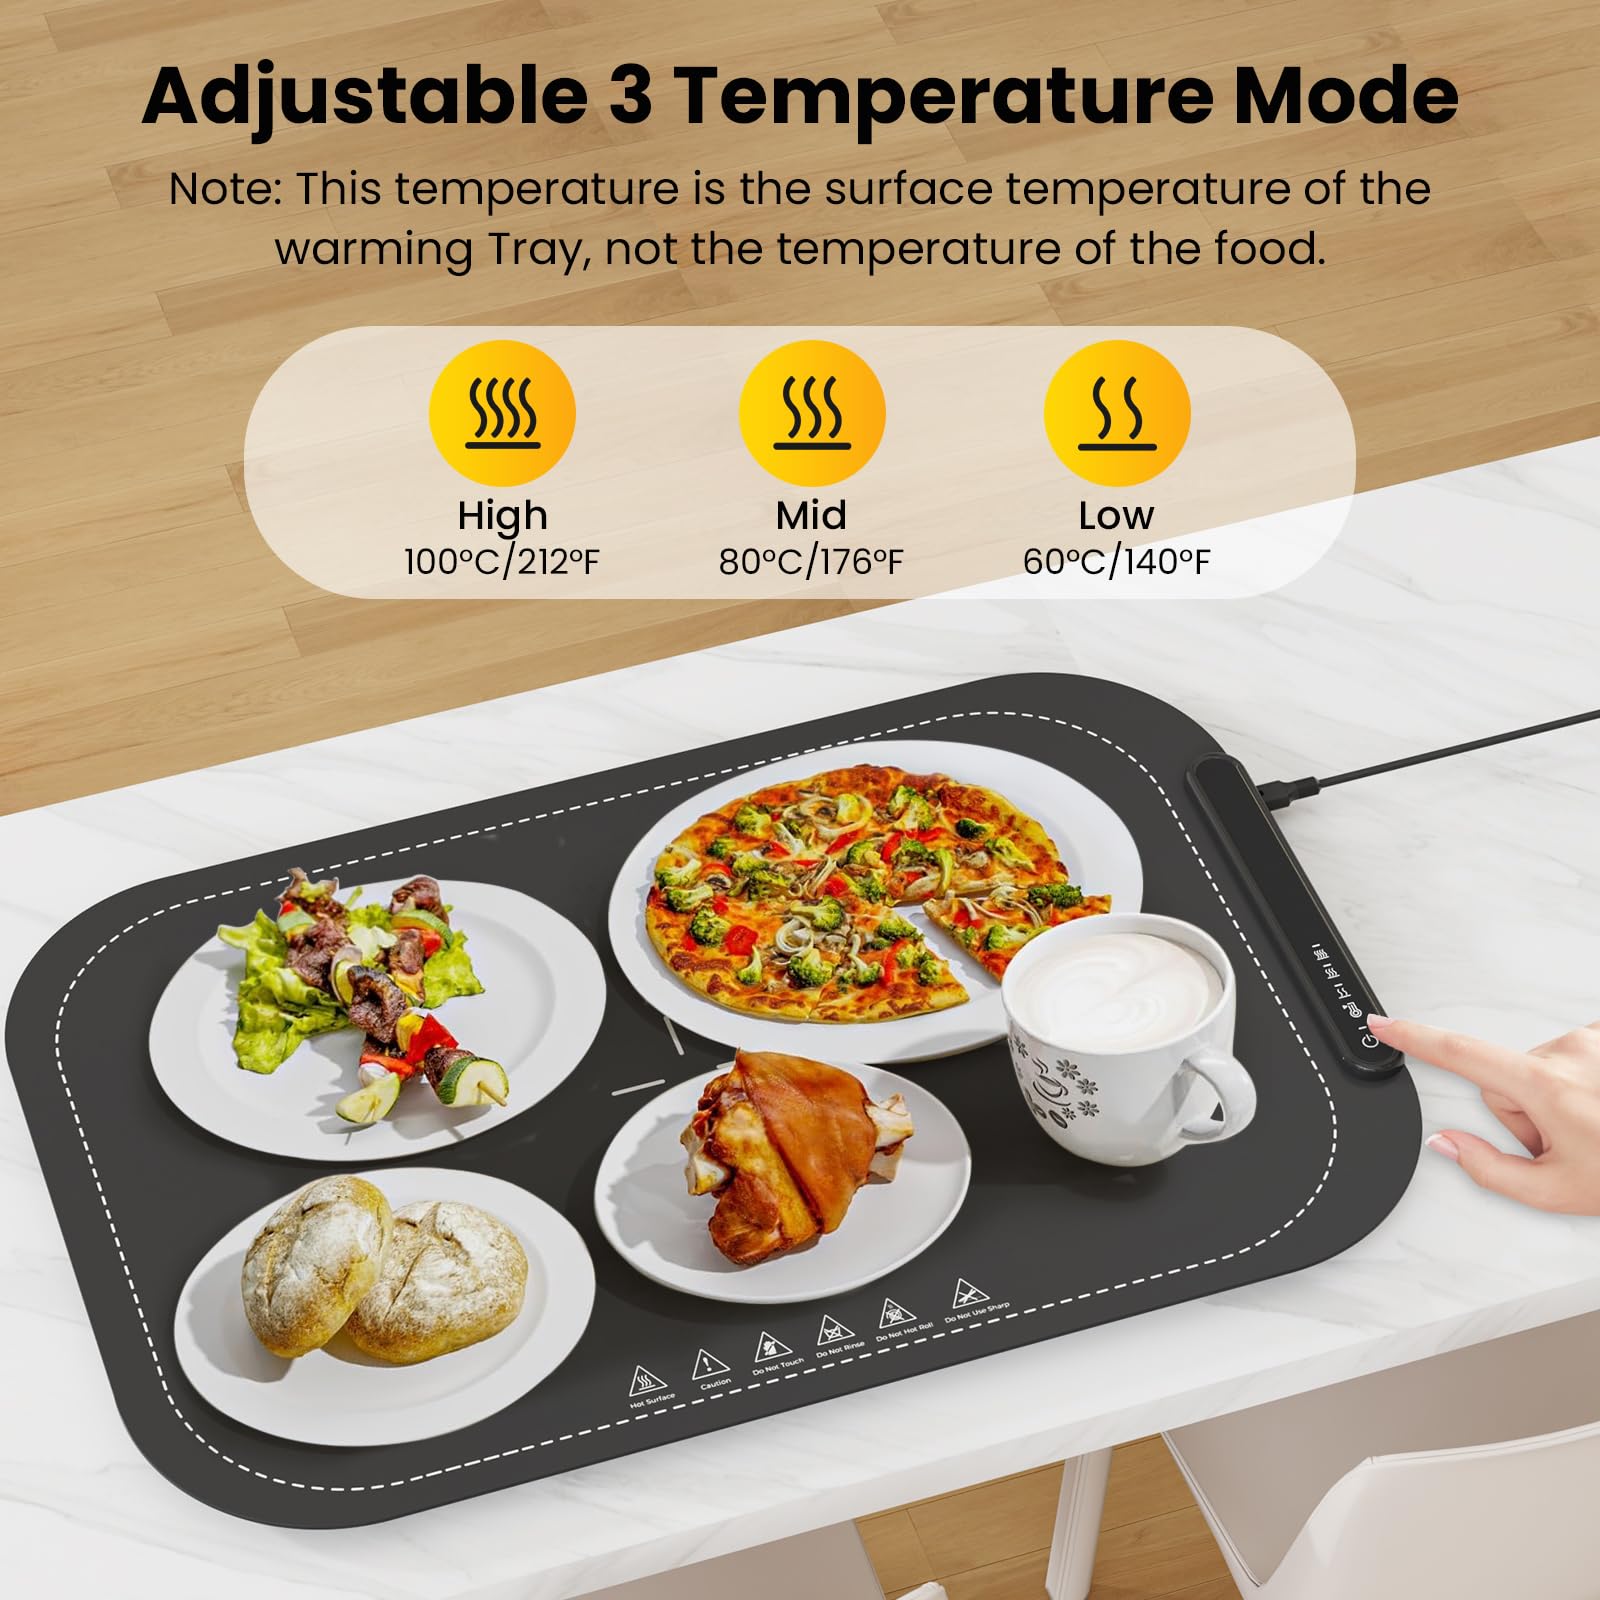 Adjustable 3 Temperature Mode
Note: This temperature is the surface temperature of the
warming Tray, not the temperature of the food.
High
100°C/212°F
Mid
80°C/176°F
Low
60°C/140°F
Hot Surface
Caution
Do Not Touch
Do Not Rinse
Do Not Hot Roll
Do Not Use Sharp